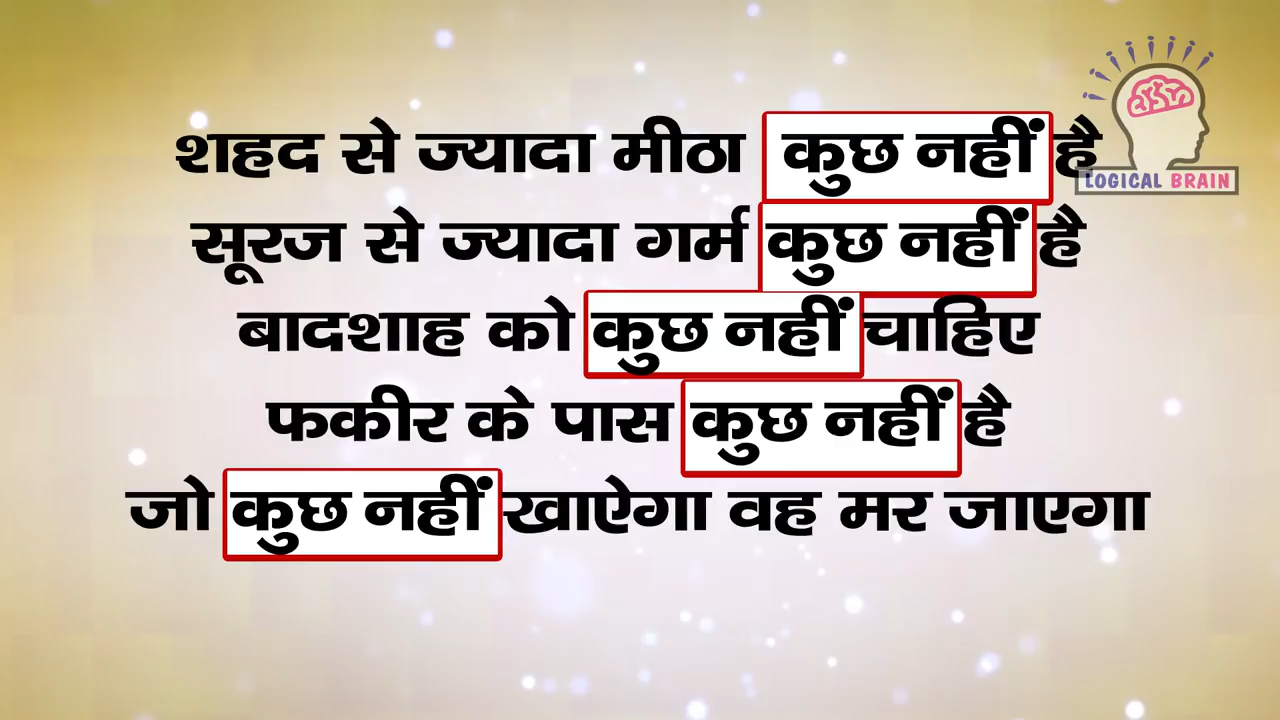 शहद से ज्यादा मीठा कुछ नहीं है
LOGICAL BRAIN
सूरज से ज्यादा गर्म कुछ नहीं है
बादशाह को कुछ नहीं चाहिए
फकीर के पास कुछ नहीं है
जो कुछ नहीं खाऐगा वह मर जाएगा